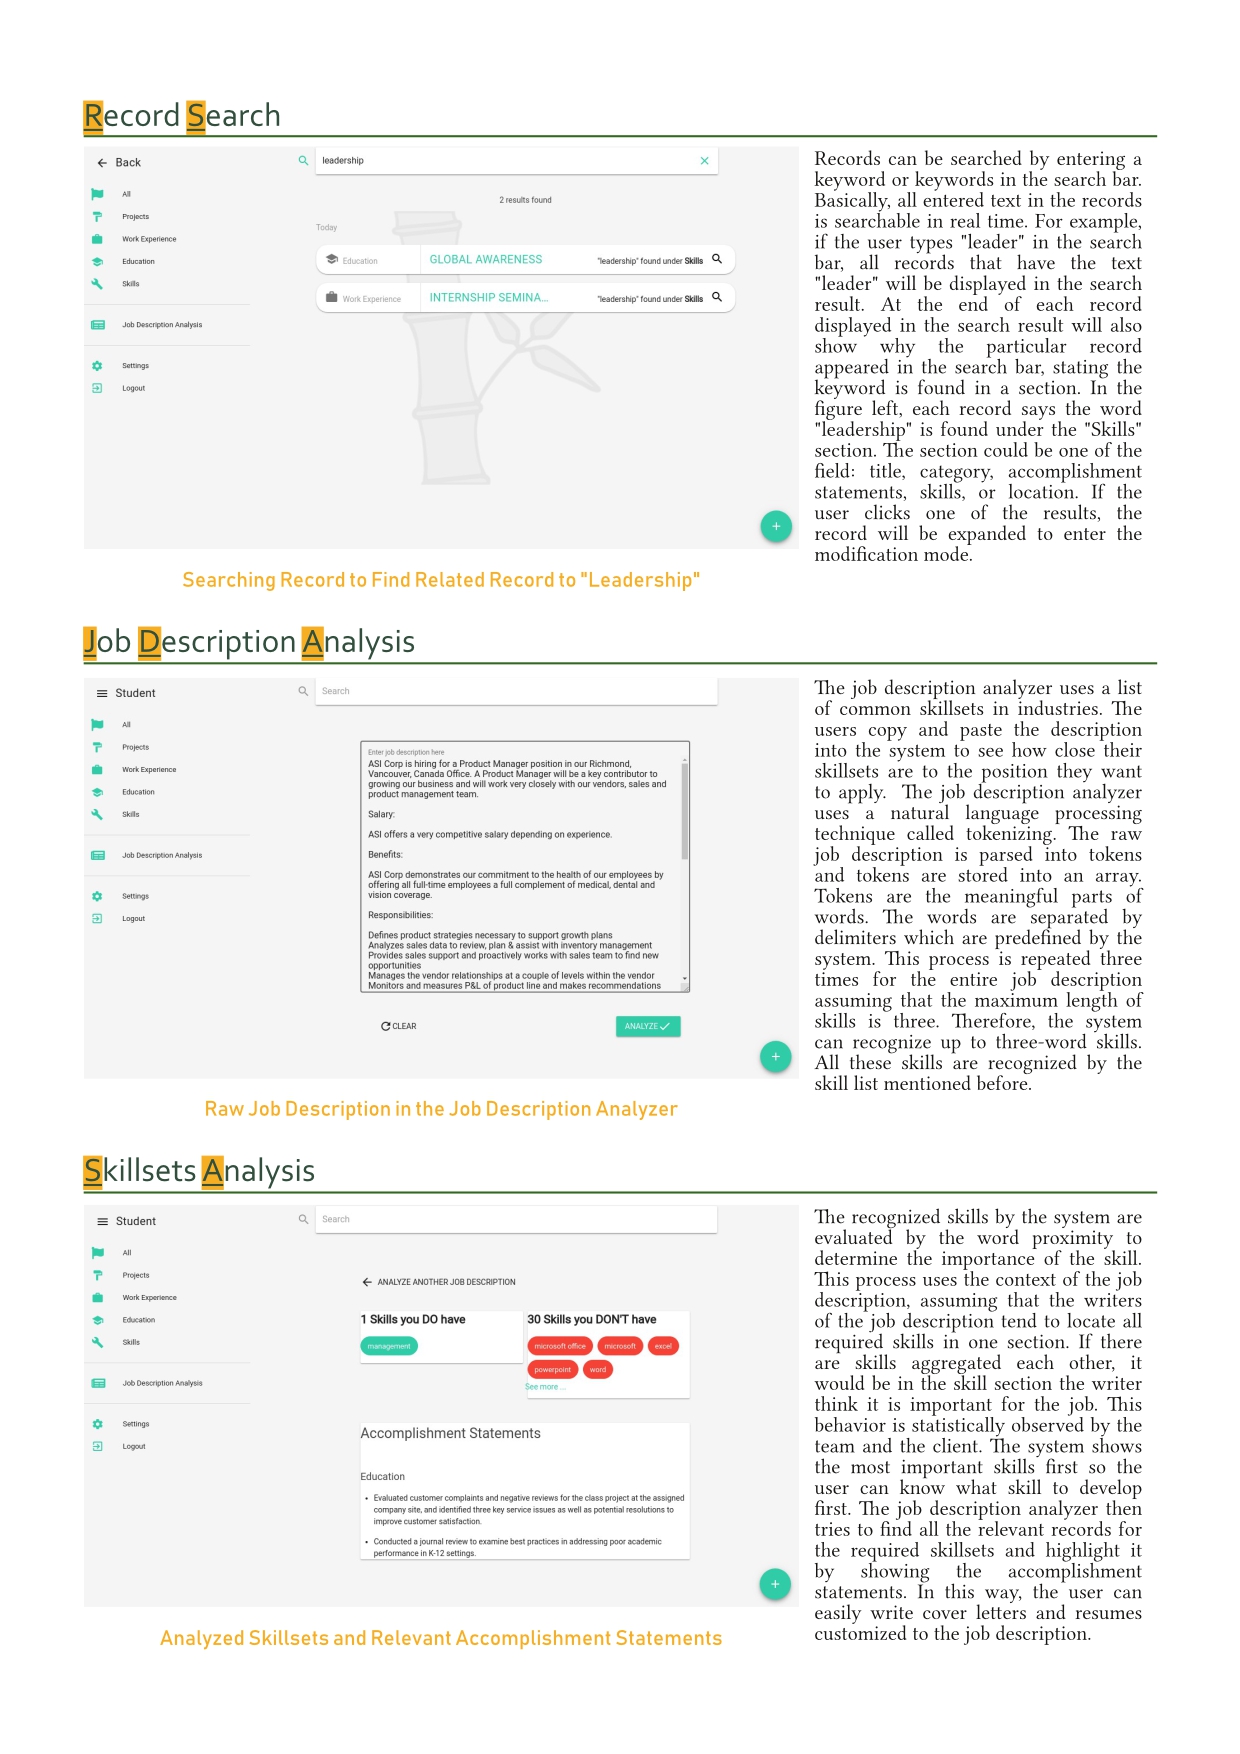 Record Search
Back
All
Projects
Work Experience
Education
Skills
Job Description Analysis
Settings
Logout
leadership
2 results found
Today
Education GLOBAL AWARENESS "leadership" found under Skills
Work Experience INTERNSHIP SEMINA... "leadership" found under Skills
Searching Record to Find Related Record to "Leadership"
Records can be searched by entering a
keyword or keywords in the search bar.
Basically, all entered text in the records
is searchable in real time. For example,
if the user types "leader" in the search
bar, all records that have the text
"leader" will be displayed in the search
result. At the end of each record
displayed in the search result will also
show why the particular record
appeared in the search bar, stating the
keyword is found in a section. In the
figure left, each record says the word
"leadership" is found under the "Skills"
section. The section could be one of the
field: title, category, accomplishment
statements, skills, or location. If the
user clicks one of the results, the
record will be expanded to enter the
modification mode.
Job Description Analysis
Student
All
Projects
Work Experience
Education
Skills
Job Description Analysis
Settings
Logout
Search
Enter job description here
ASI Corp is hiring for a Product Manager position in our Richmond,
Vancouver, Canada Office. A Product Manager will be a key contributor to
growing our business and will work very closely with our vendors, sales and
product management team.
Salary:
ASI offers a very competitive salary depending on experience.
Benefits:
ASI Corp demonstrates our commitment to the health of our employees by
offering all full-time employees a full complement of medical, dental and
vision coverage.
Responsibilities:
Defines product strategies necessary to support growth plans
Analyzes sales data to review, plan & assist with inventory management
Provides sales support and proactively works with sales team to find new
opportunities
Manages the vendor relationships at a couple of levels within the vendor
Monitors and measures P&L of product line and makes recommendations
CLEAR
ANALYZE
Raw Job Description in the Job Description Analyzer
The job description analyzer uses a list
of common skillsets in industries. The
users copy and paste the description
into the system to see how close their
skillsets are to the position they want
to apply. The job description analyzer
uses a natural language processing
technique called tokenizing. The raw
job description is parsed into tokens
and tokens are stored into an array.
Tokens are the meaningful parts of
words. The words are separated by
delimiters which are predefined by the
system. This process is repeated three
times for the entire job description
assuming that the maximum length of
skills is three. Therefore, the system
can recognize up to three-word skills.
All these skills are recognized by the
skill list mentioned before.
Skillsets Analysis
Student
All
Projects
Work Experience
Education
Skills
Job Description Analysis
Settings
Logout
Search
ANALYZE ANOTHER JOB DESCRIPTION
1 Skills you DO have
management
30 Skills you DON'T have
microsoft office microsoft excel
powerpoint word
See more ...
Accomplishment Statements
Education
• Evaluated customer complaints and negative reviews for the class project at the assigned
company site, and identified three key service issues as well as potential resolutions to
improve customer satisfaction.
• Conducted a journal review to examine best practices in addressing poor academic
performance in K-12 settings.
Analyzed Skillsets and Relevant Accomplishment Statements
The recognized skills by the system are
evaluated by the word proximity to
determine the importance of the skill.
This process uses the context of the job
description, assuming that the writers
of the job description tend to locate all
required skills in one section. If there
are skills aggregated each other, it
would be in the skill section the writer
think it is important for the job. This
behavior is statistically observed by the
team and the client. The system shows
the most important skills first so the
user can know what skill to develop
first. The job description analyzer then
tries to find all the relevant records for
the required skillsets and highlight it
by showing the accomplishment
statements. In this way, the user can
easily write cover letters and resumes
customized to the job description.